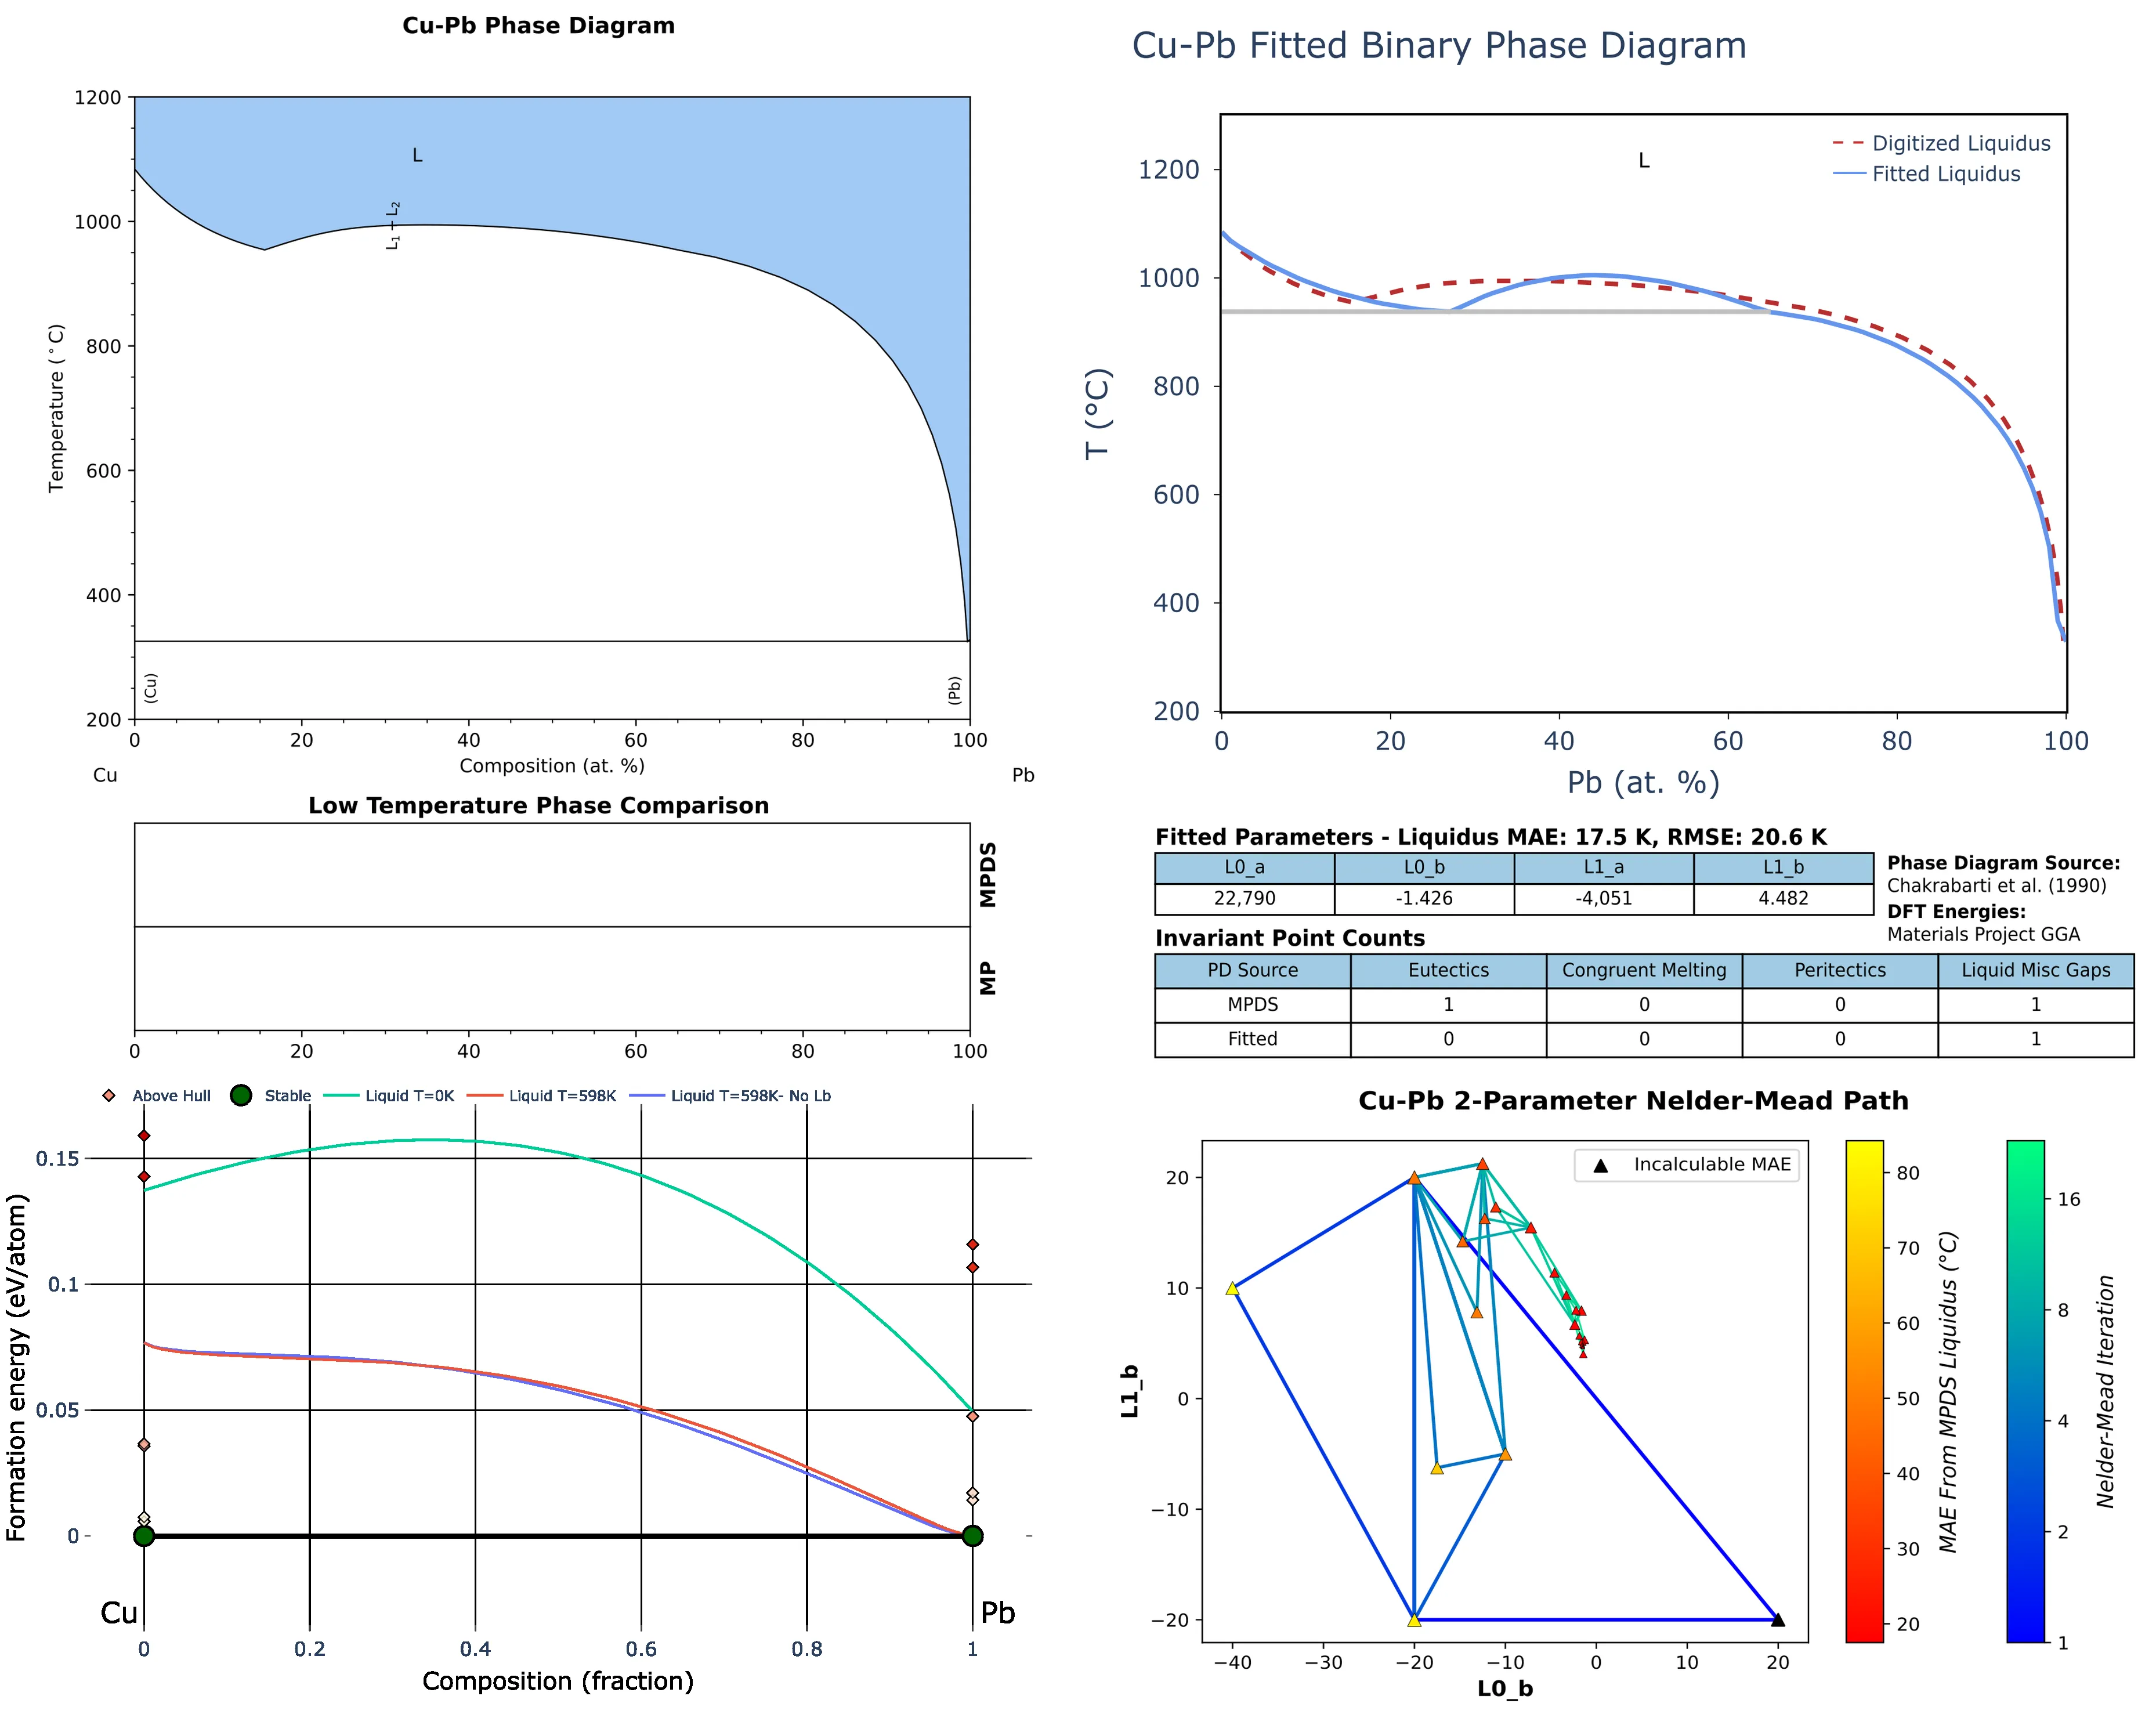 Cu-Pb Phase Diagram
1200
1000
800
600
400
200
Temperature (°C)
L
L1 + L2
(Cu)
(Pb)
0 20 40 60 80 100
Composition (at. %)
Cu Pb
Low Temperature Phase Comparison
MPDS
MP
0 20 40 60 80 100
Above Hull Stable Liquid T=0K Liquid T=598K Liquid T=598K- No Lb
0.15
0.1
0.05
0
Formation energy (eV/atom)
Cu Pb
0 0.2 0.4 0.6 0.8 1
Composition (fraction)
Cu-Pb Fitted Binary Phase Diagram
L
Digitized Liquidus
Fitted Liquidus
1200
1000
800
600
400
200
T (°C)
0 20 40 60 80 100
Pb (at. %)
Fitted Parameters - Liquidus MAE: 17.5 K, RMSE: 20.6 K
L0_a L0_b L1_a L1_b
22,790 -1.426 -4,051 4.482
Phase Diagram Source:
Chakrabarti et al. (1990)
DFT Energies:
Materials Project GGA
Invariant Point Counts
PD Source Eutectics Congruent Melting Peritectics Liquid Misc Gaps
MPDS 1 0 0 1
Fitted 0 0 0 1
Cu-Pb 2-Parameter Nelder-Mead Path
Incalculable MAE
20
10
0
−10
−20
L1_b
−40 −30 −20 −10 0 10 20
L0_b
80
70
60
50
40
30
20
MAE From MPDS Liquidus (°C)
16
8
4
2
1
Nelder-Mead Iteration